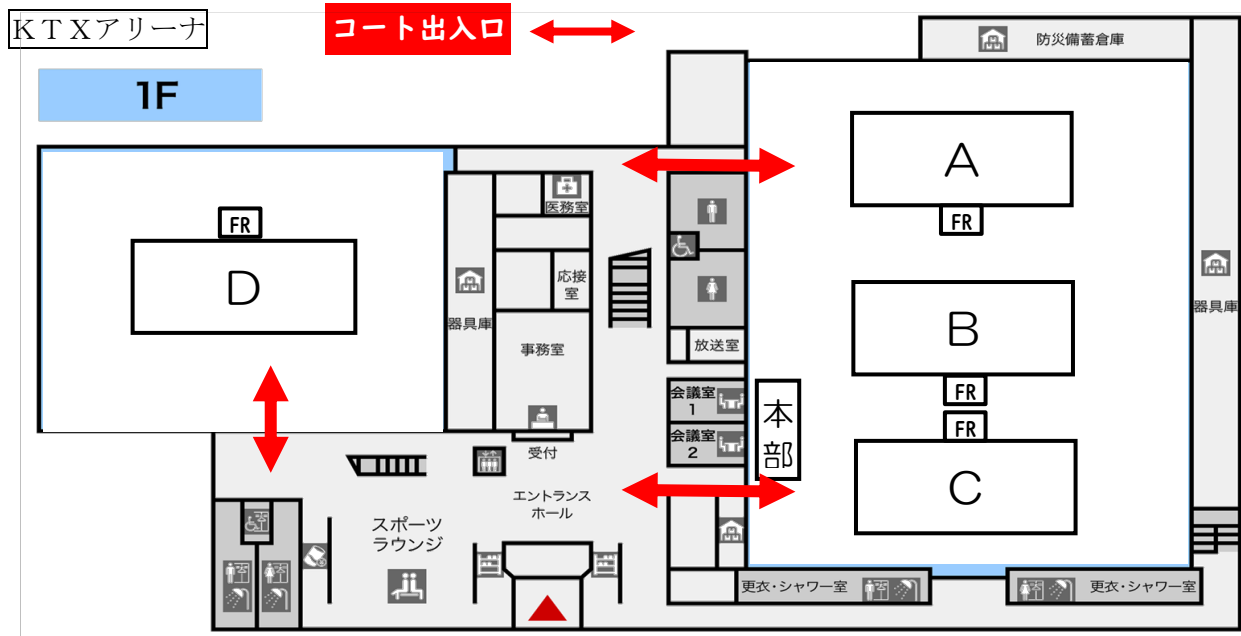 KTXアリーナ
コート出入口
1F
防災備蓄倉庫
A
FR
医務室
FR
D
応接
室
器具庫
器具庫
B
事務室
放送室
FR
会議室
1
本
部
FR
会議室
2
受付
C
エントランス
ホール
スポーツ
ラウンジ
更衣・シャワー室
更衣・シャワー室